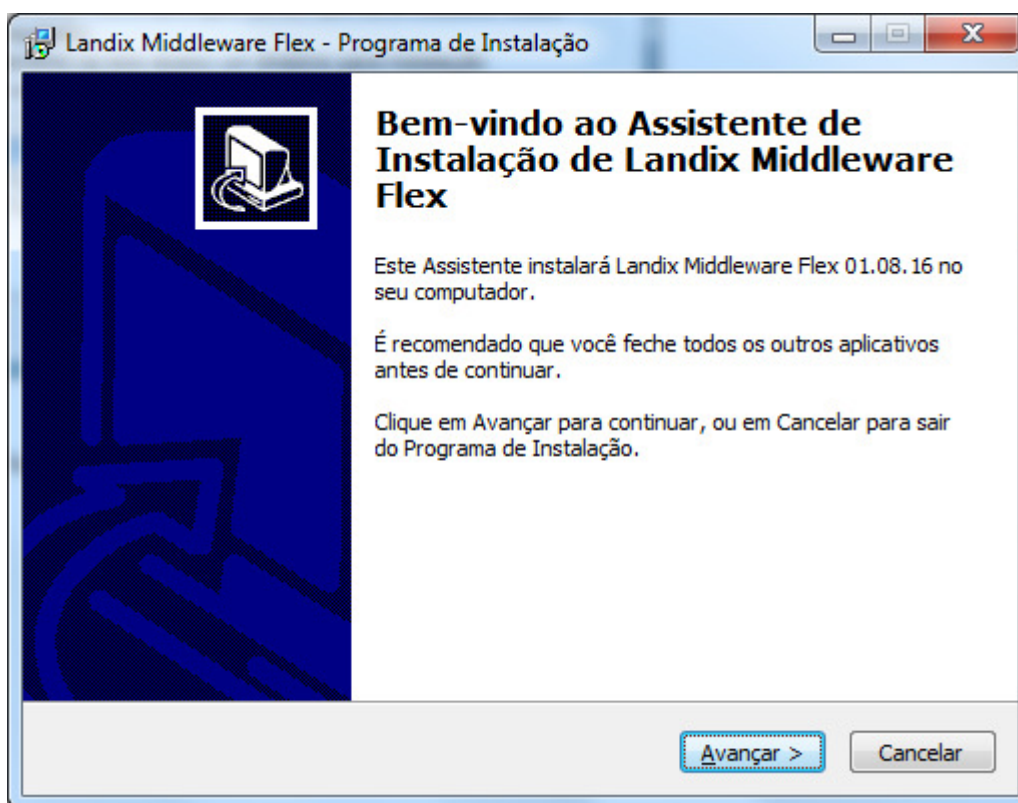 Landix Middleware Flex - Programa de Instalação
Bem-vindo ao Assistente de
Instalação de Landix Middleware
Flex
Este Assistente instalará Landix Middleware Flex 01.08.16 no
seu computador.
É recomendado que você feche todos os outros aplicativos
antes de continuar.
Clique em Avançar para continuar, ou em Cancelar para sair
do Programa de Instalação.
Avançar >
Cancelar